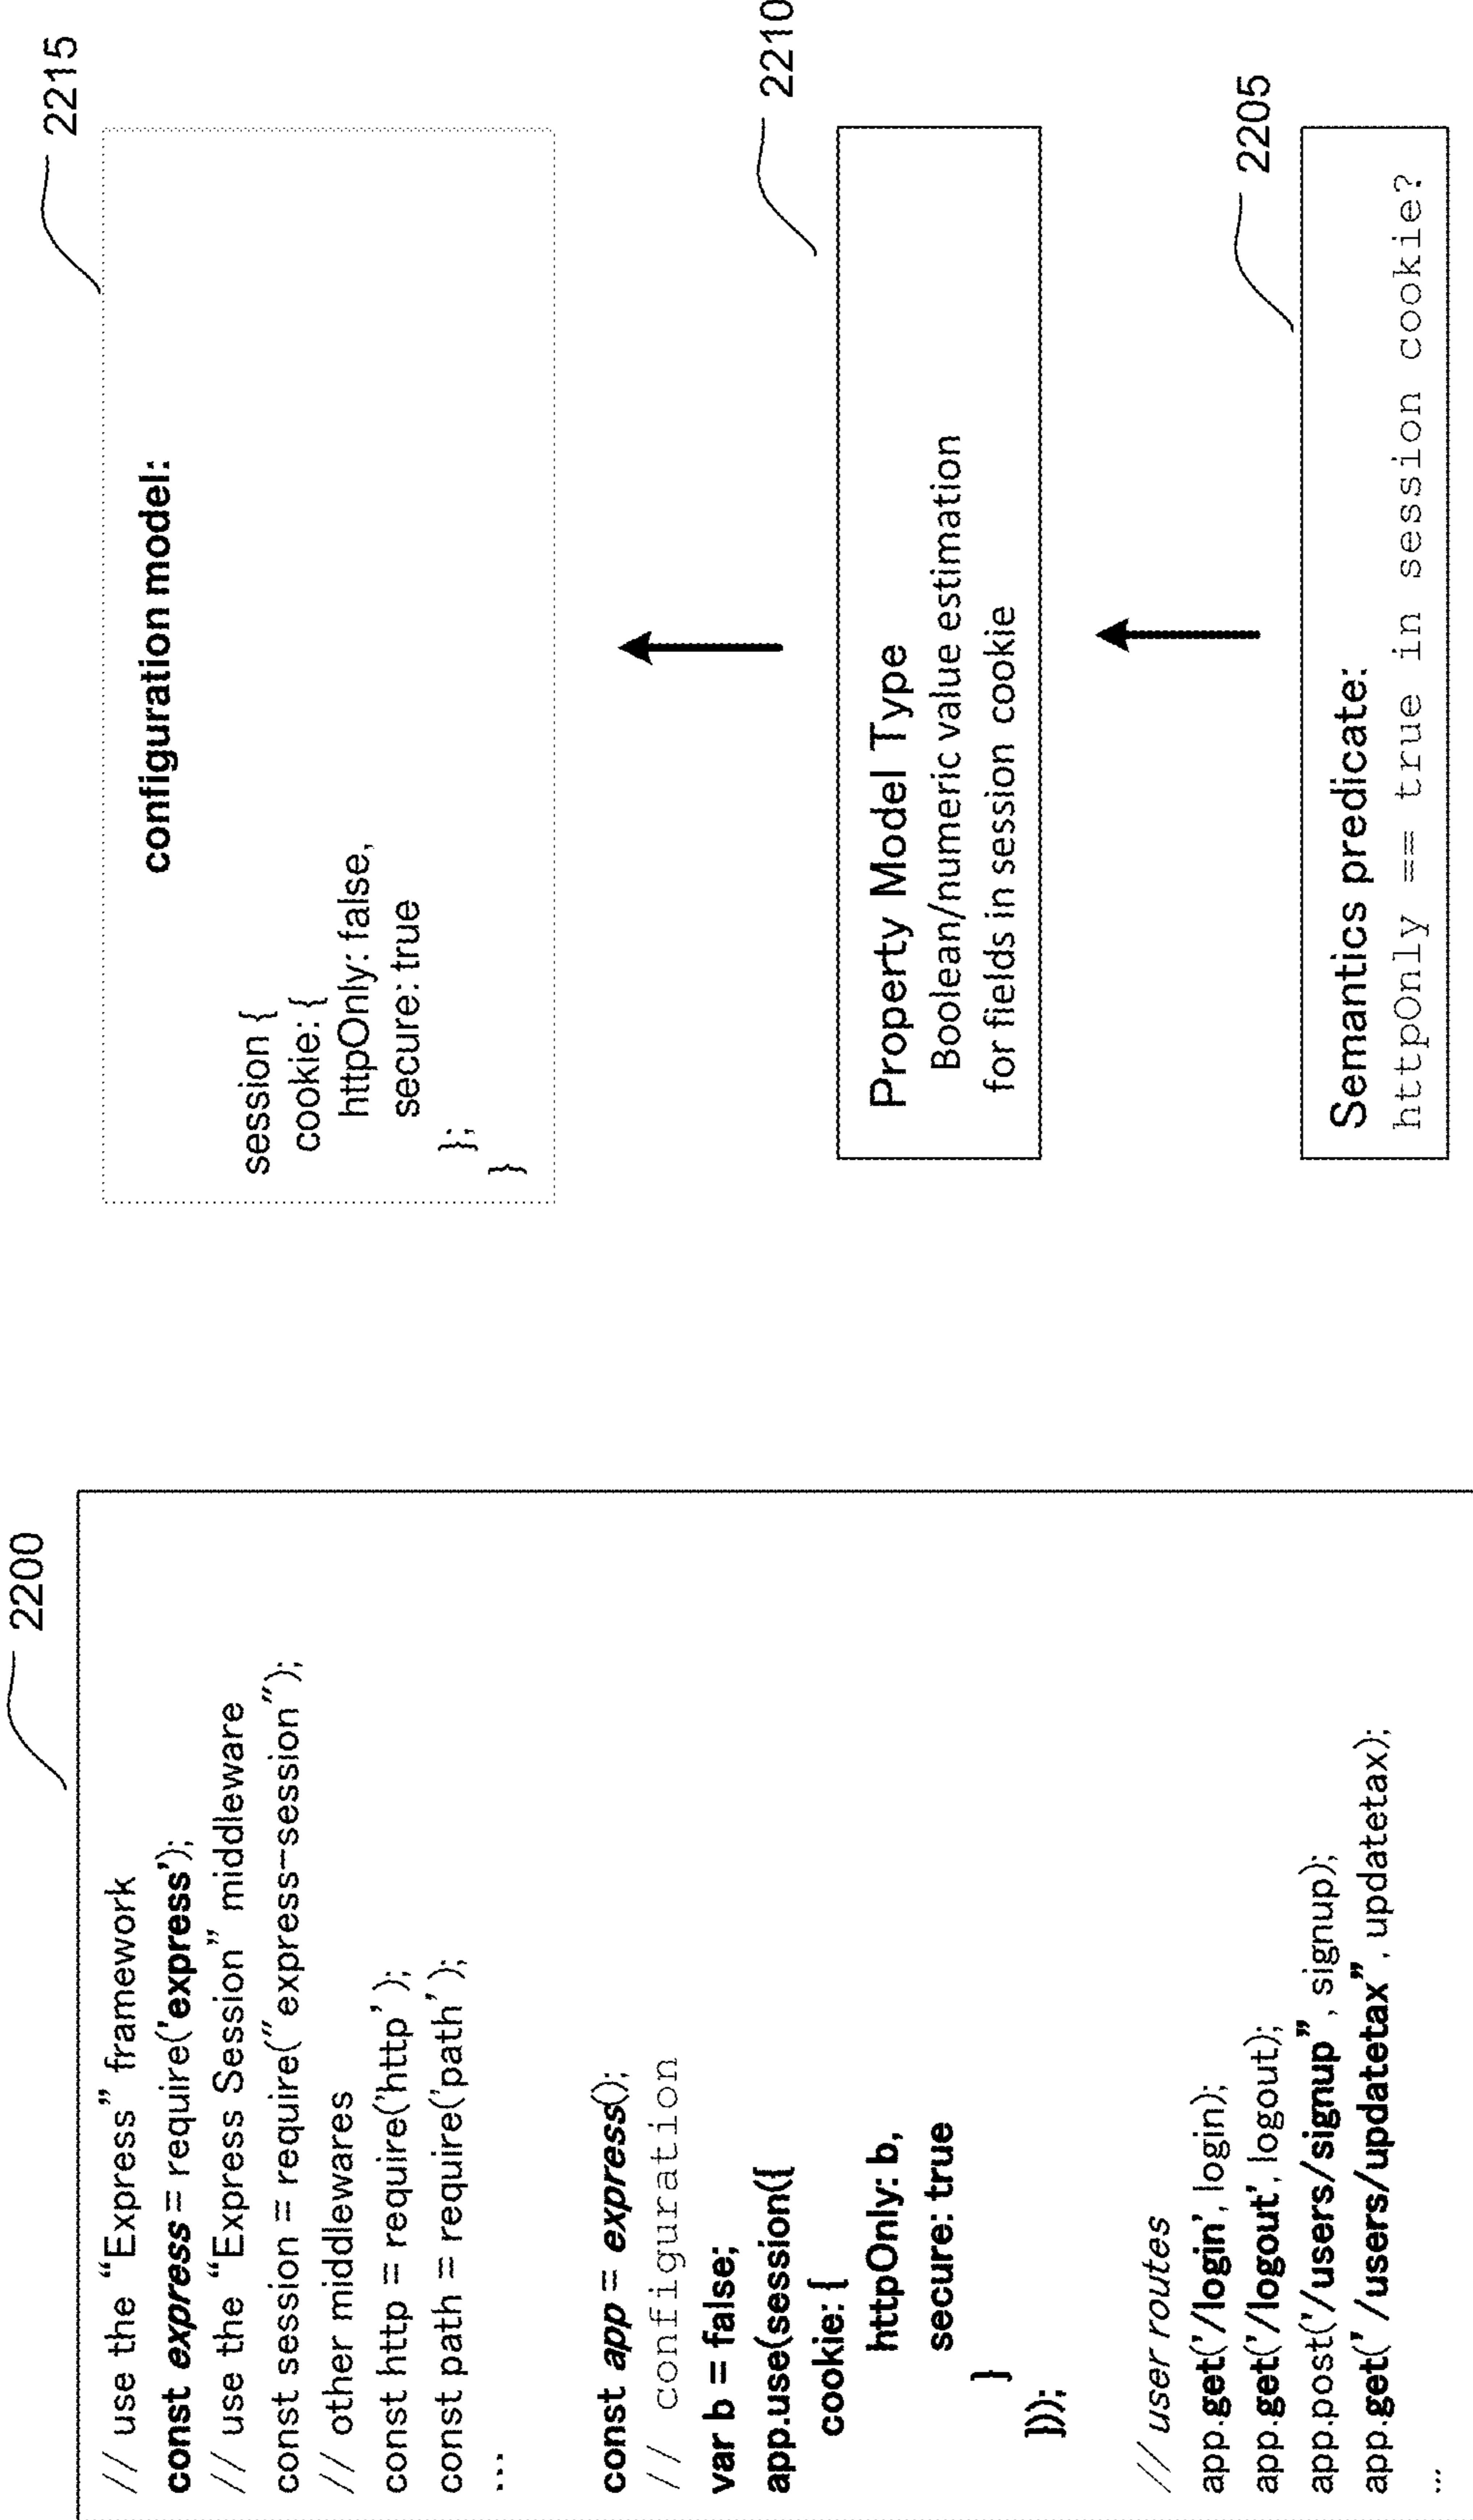 2200
// use the “Express” framework
const express = require('express');
// use the “Express Session” middleware
const session = require(“express-session”);
// other middlewares
const http = require('http');
const path = require('path');
...
const app = express();
// configuration
var b = false;
app.use(session({
cookie: {
httpOnly: b,
secure: true
}
}));
// user routes
app.get('/login', login);
app.get('/logout', logout);
app.post('/users/signup”, signup);
app.get('/users/updatetax”, updatetax);
...
2215
configuration model:
session {
cookie: {
httpOnly: false,
secure: true
};
}
2210
Property Model Type
Boolean/numeric value estimation
for fields in session cookie
2205
Semantics predicate:
httpOnly == true in session cookie?